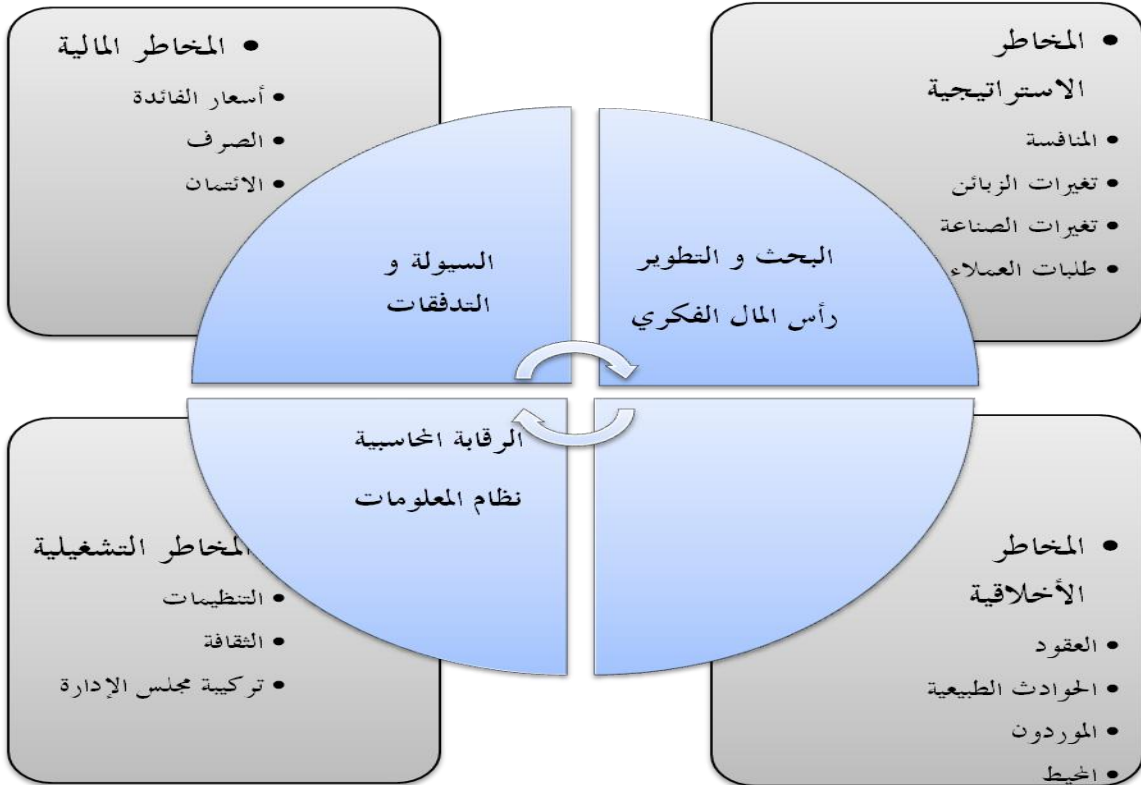 • المخاطر
الاستراتيجية
• المنافسة
• تغيرات الزبائن
• تغيرات الصناعة
• طلبات العملاء
• المخاطر المالية
• أسعار الفائدة
• الصرف
• الائتمان
البحث و التطوير
رأس المال الفكري
السيولة و
التدفقات
الرقابة المحاسبية
نظام المعلومات
• المخاطر
الأخلاقية
• العقود
• الحوادث الطبيعية
• الموردون
• المحيط
المخاطر التشغيلية
• التنظيمات
• الثقافة
• تركيبة مجلس الإدارة